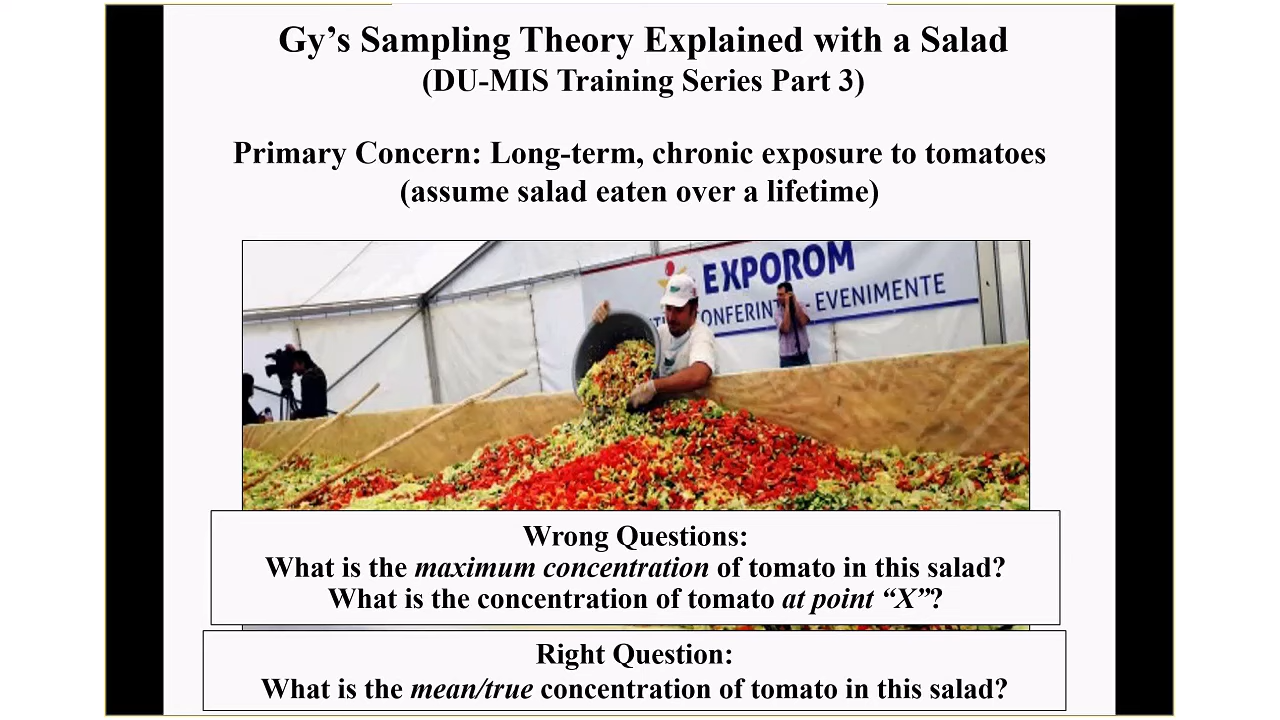 Gy’s Sampling Theory Explained with a Salad
(DU-MIS Training Series Part 3)
Primary Concern: Long-term, chronic exposure to tomatoes
(assume salad eaten over a lifetime)
EXPOROM
- EVENIMENTE
Wrong Questions:
What is the maximum concentration of tomato in this salad?
What is the concentration of tomato at point “X”?
Right Question:
What is the mean/true concentration of tomato in this salad?